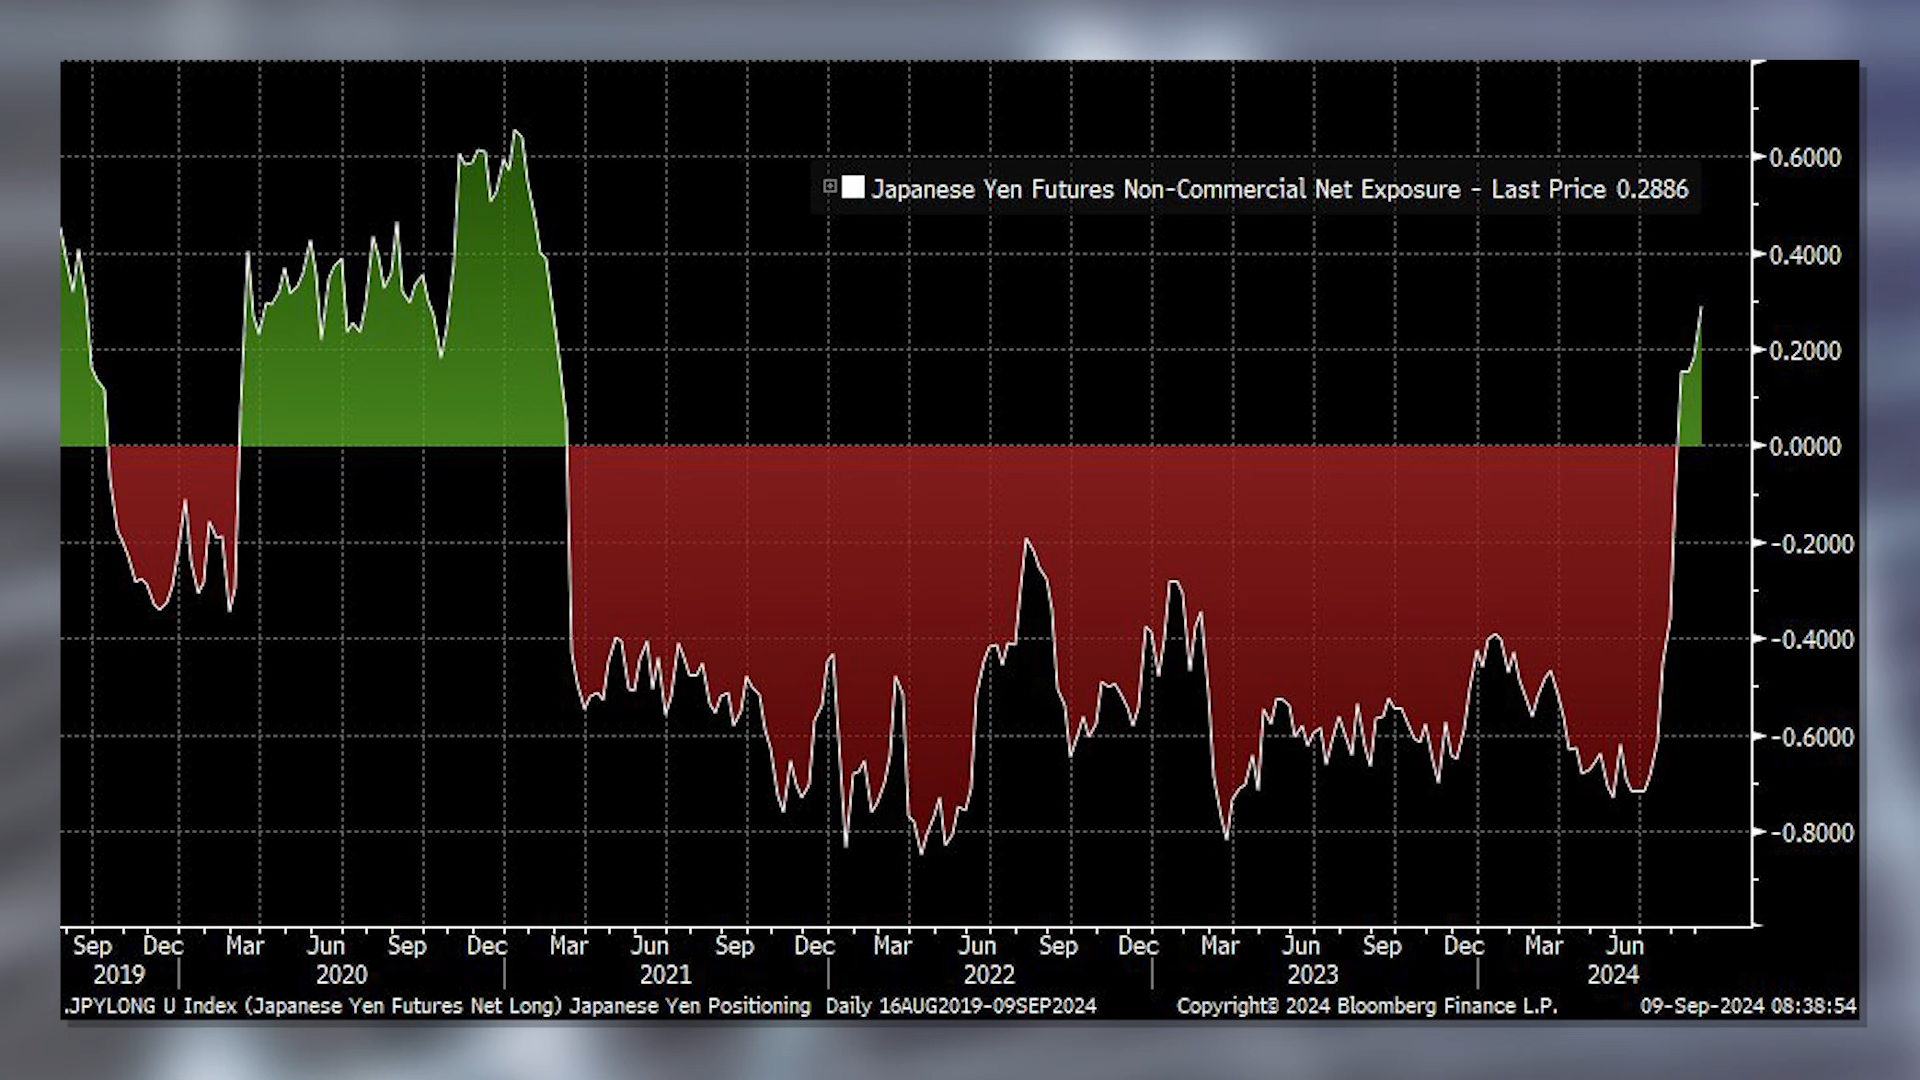 Japanese Yen Futures Non-Commercial Net Exposure - Last Price 0.2886
0.6000
0.4000
0.2000
0.0000
-0.2000
-0.4000
-0.6000
-0.8000
Sep Dec Mar Jun Sep Dec Mar Jun Sep Dec Mar Jun Sep Dec Mar Jun Sep Dec Mar Jun
2019 2020 2021 2022 2023 2024
.JPYLONG U Index (Japanese Yen Futures Net Long) Japanese Yen Positioning Daily 16AUG2019-09SEP2024 Copyright© 2024 Bloomberg Finance L.P. 09-Sep-2024 08:38:54